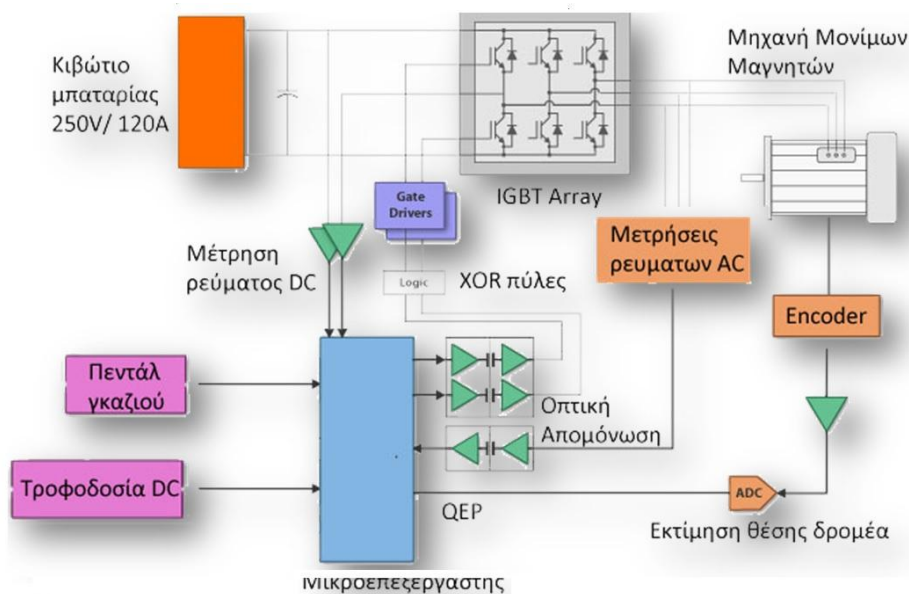 Κιβώτιο
μπαταρίας
250V/ 120A
Μηχανή Μονίμων
Μαγνητών
IGBT Array
Gate
Drivers
Μετρήσεις
ρευματων AC
Μέτρηση
ρεύματος DC
Logic
XOR πύλες
Encoder
Πεντάλ
γκαζιού
Οπτική
Απομόνωση
Τροφοδοσία DC
QEP
ADC
Εκτίμηση θέσης δρομέα
Μικροεπεξεργαστης